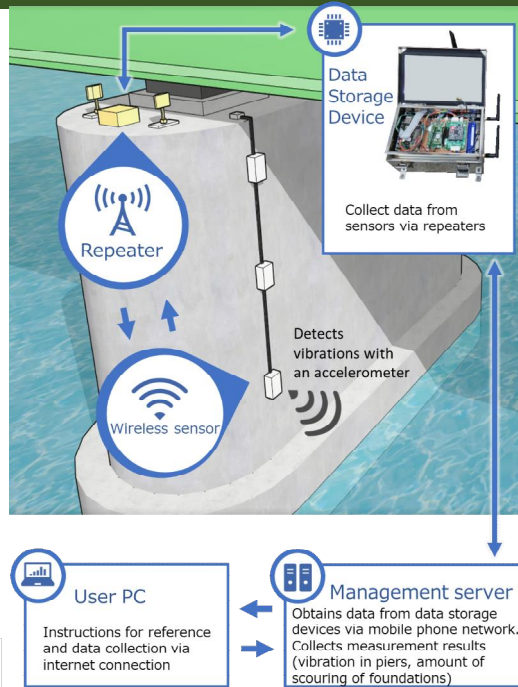 Data
Storage
Device
Collect data from
sensors via repeaters
Repeater
Detects
vibrations with
an accelerometer
Wireless sensor
User PC
Instructions for reference
and data collection via
internet connection
Management server
Obtains data from data storage
devices via mobile phone network.
Collects measurement results
(vibration in piers, amount of
scouring of foundations)